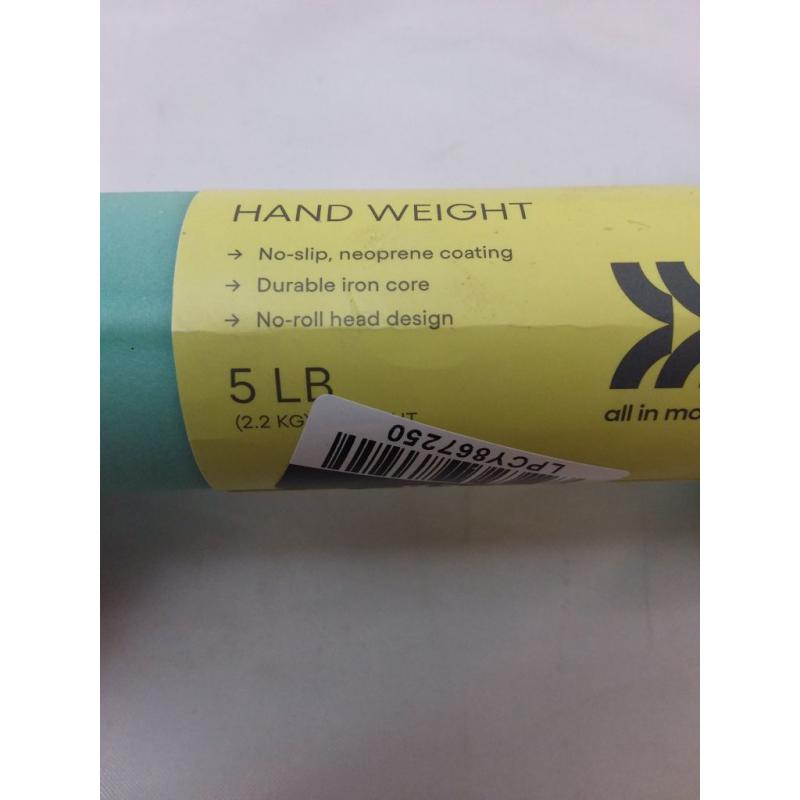 HAND WEIGHT
→ No-slip, neoprene coating
→ Durable iron core
→ No-roll head design
5 LB
(2.2 KG)
all in mo
LPCY867250